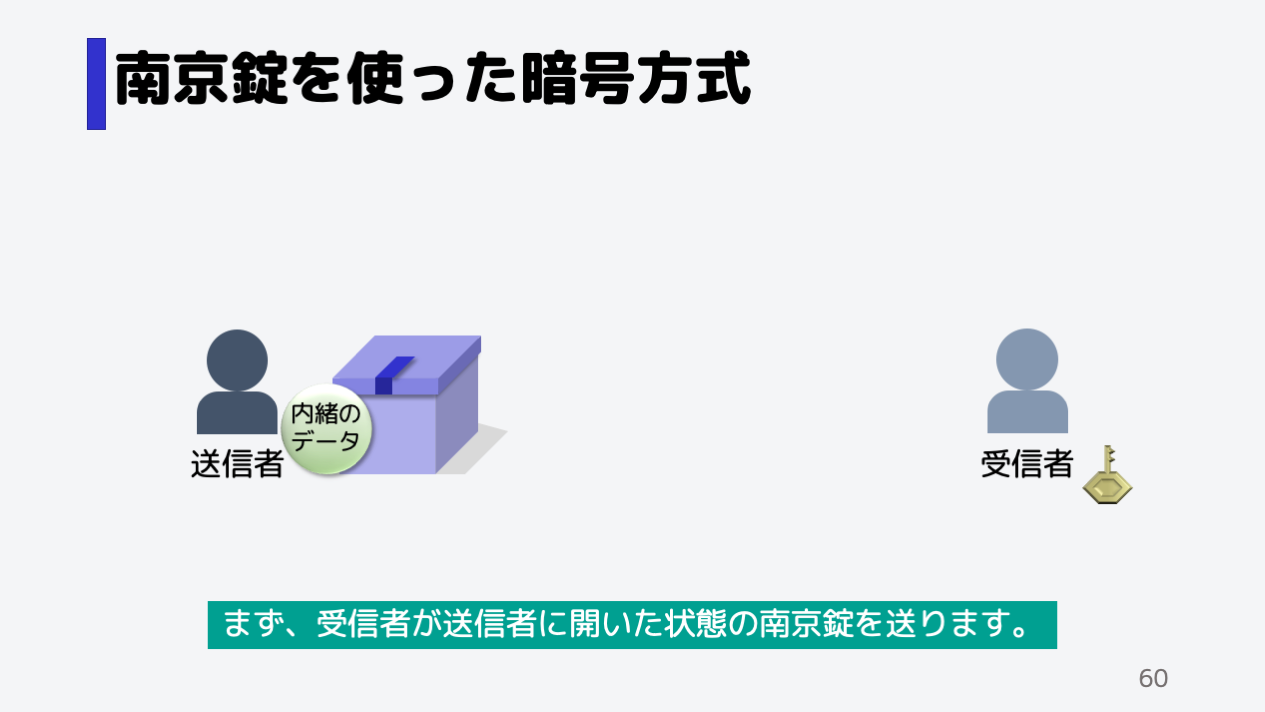 南京錠を使った暗号方式
内緒の
データ
送信者
受信者
まず、受信者が送信者に開いた状態の南京錠を送ります。
60